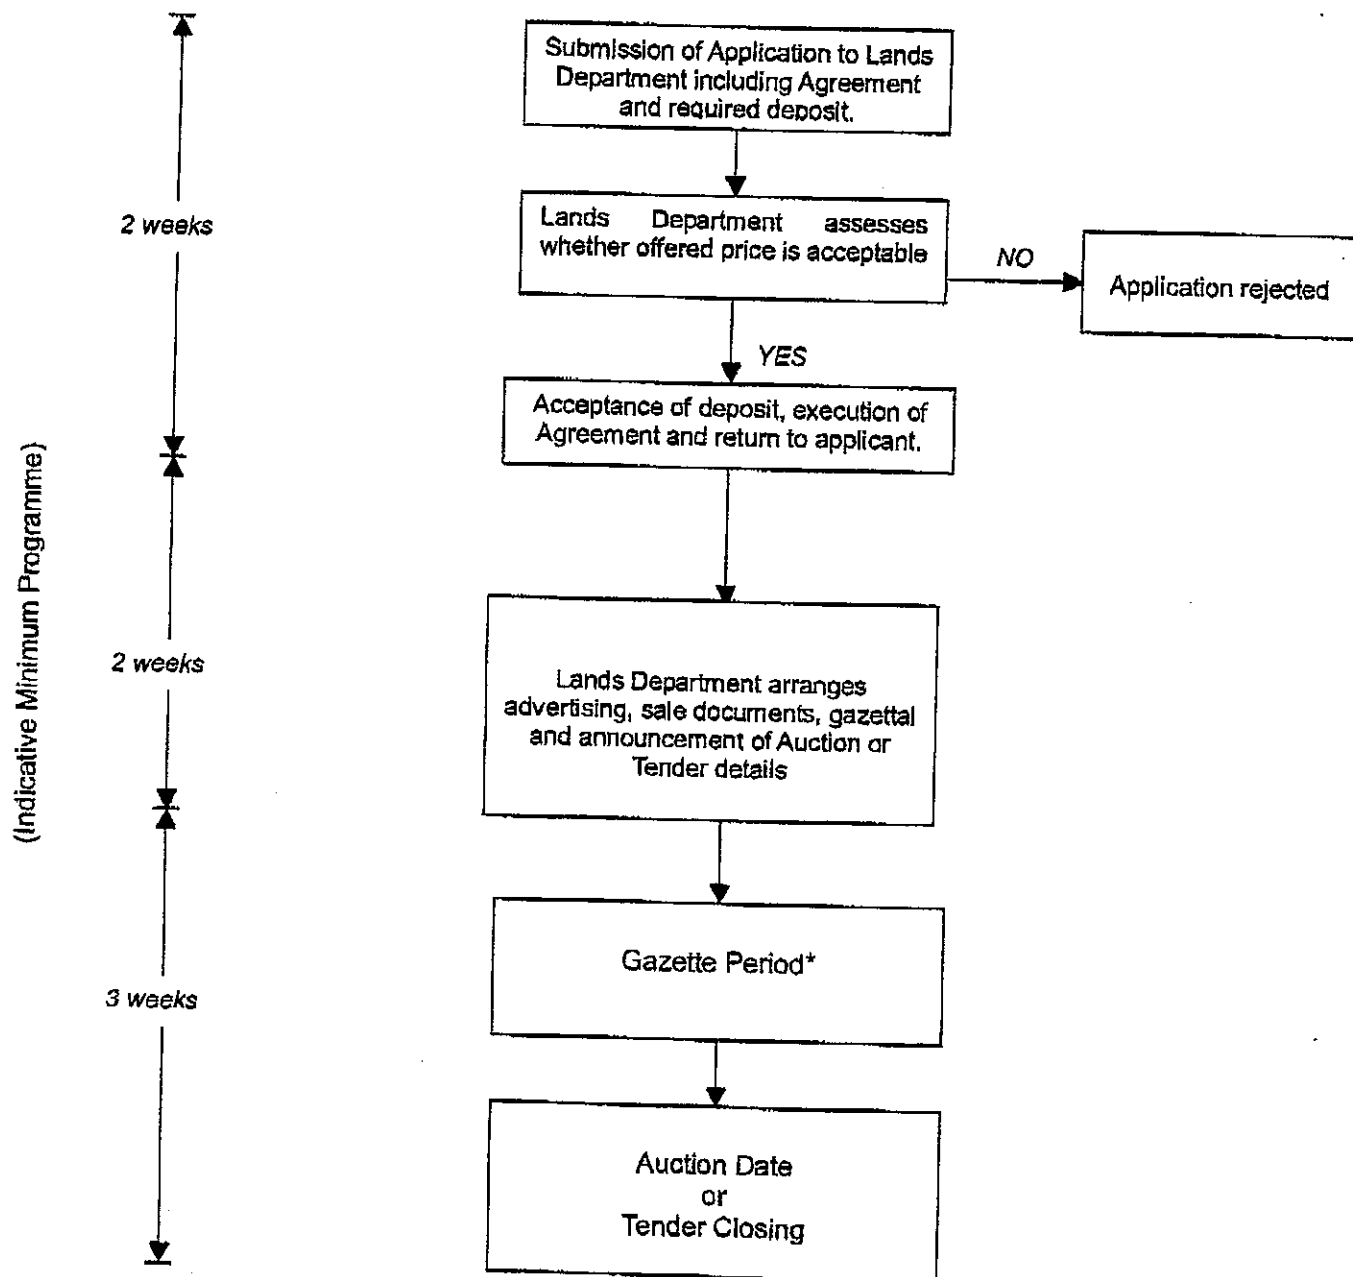 Submission of Application to Lands
Department including Agreement
and required deposit.
2 weeks
Lands Department assesses
whether offered price is acceptable
NO
Application rejected
YES
Acceptance of deposit, execution of
Agreement and return to applicant.
(Indicative Minimum Programme)
2 weeks
Lands Department arranges
advertising, sale documents, gazettal
and announcement of Auction or
Tender details
Gazette Period*
3 weeks
Auction Date
or
Tender Closing